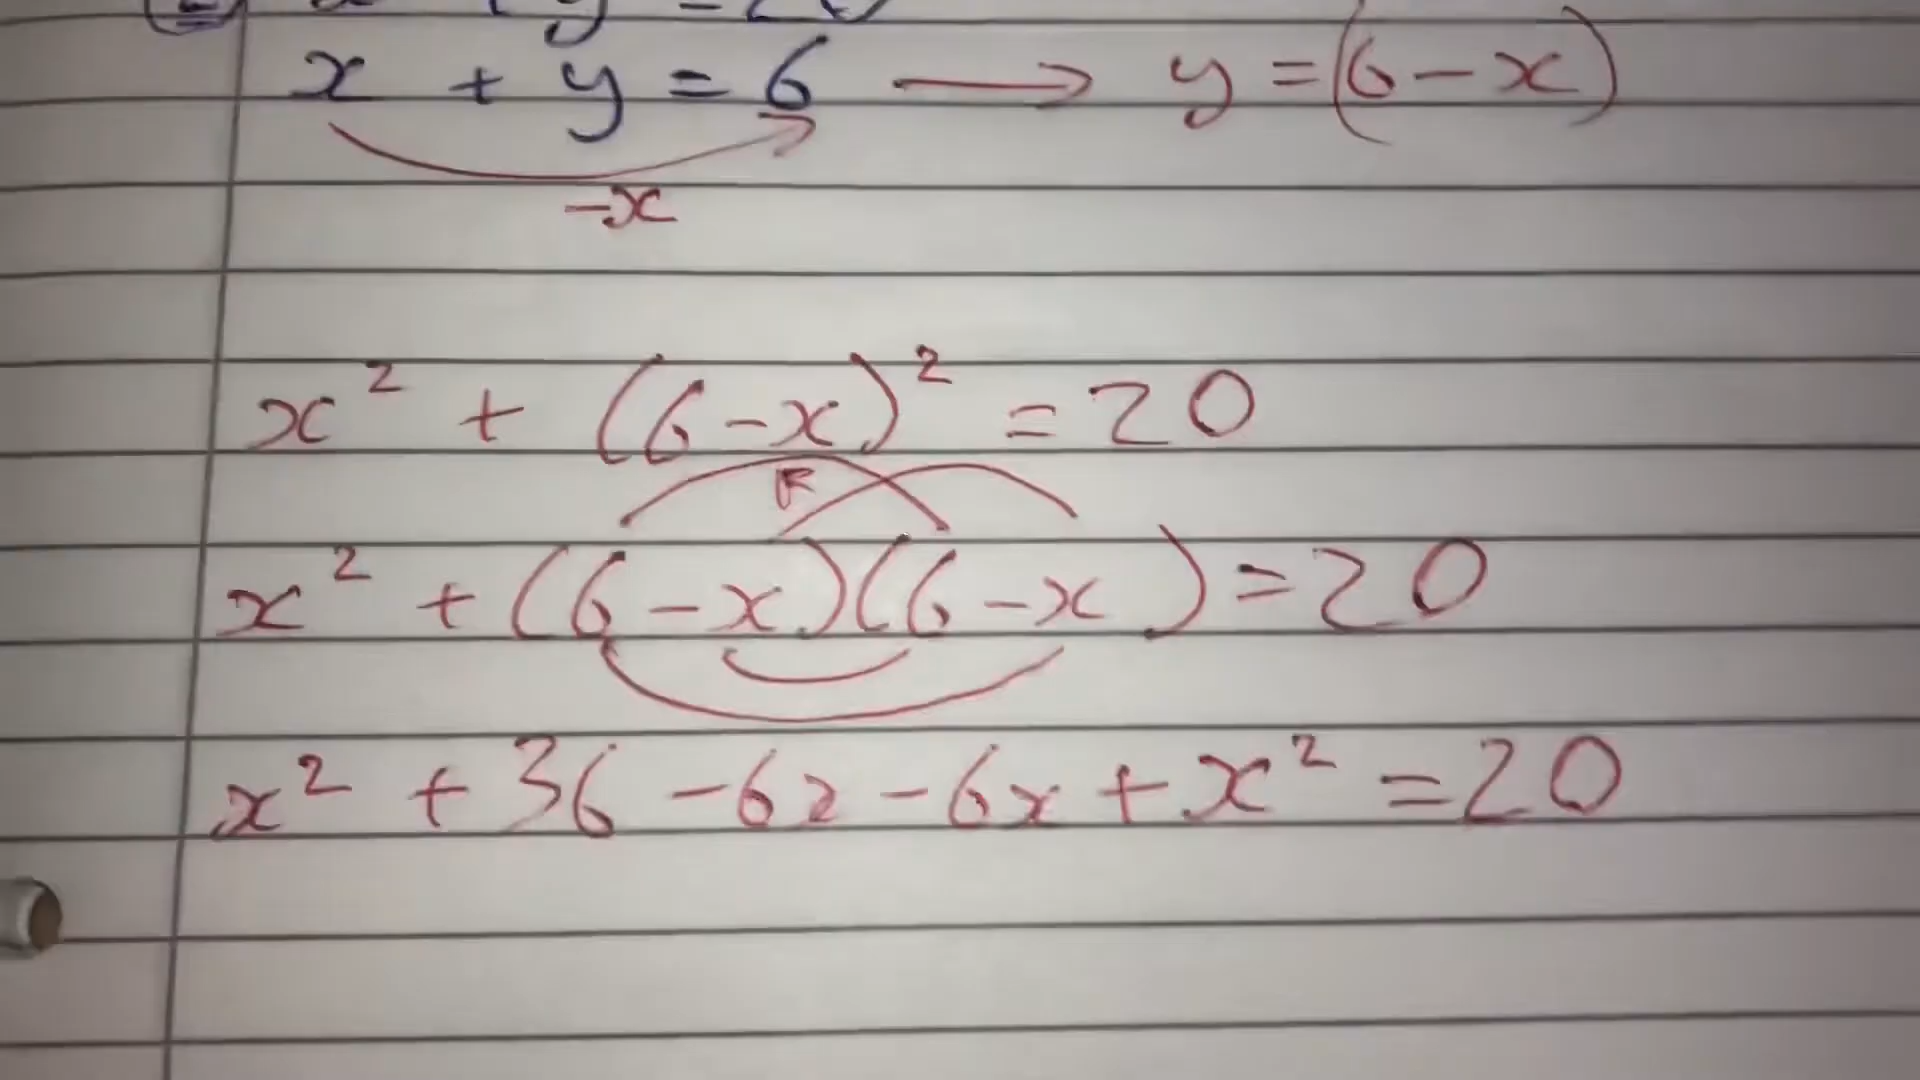 x + y = 6 → y = (6 - x)
-x
x² + (6 - x)² = 20
x² + (6 - x)(6 - x) = 20
x² + 36 - 6x - 6x + x² = 20